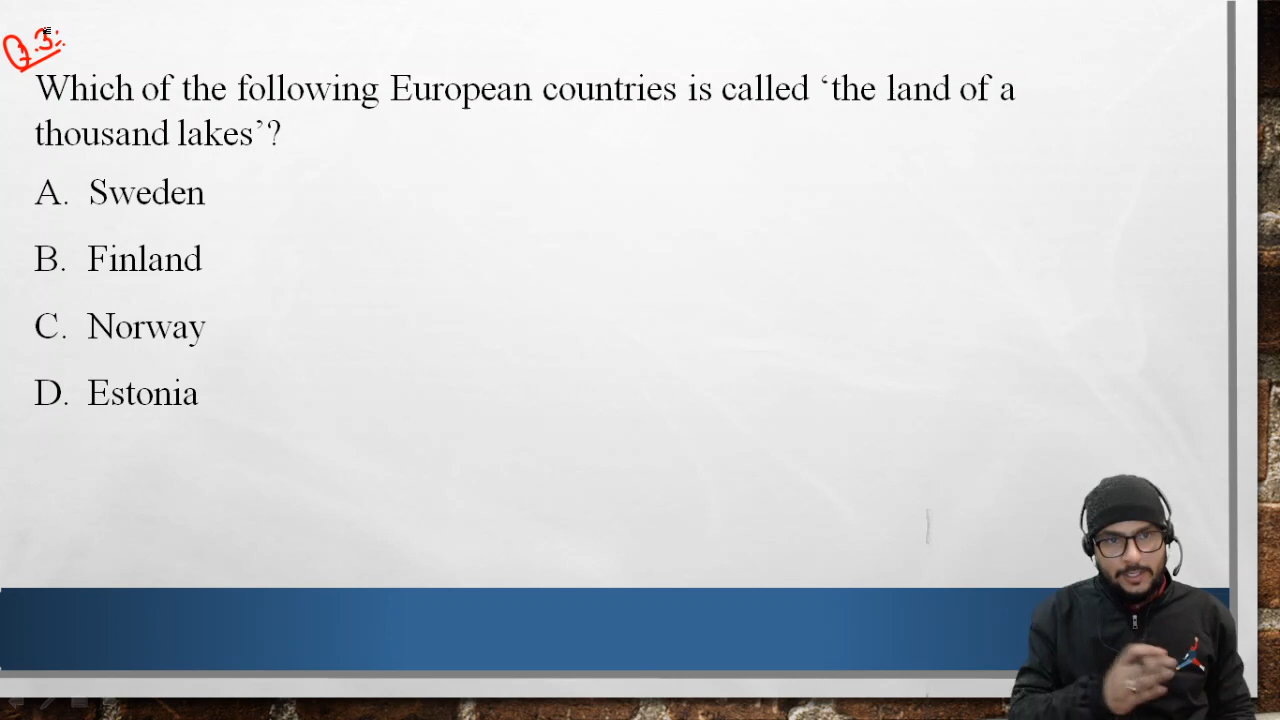 Q.3:
Which of the following European countries is called ‘the land of a
thousand lakes’?
A. Sweden
B. Finland
C. Norway
D. Estonia